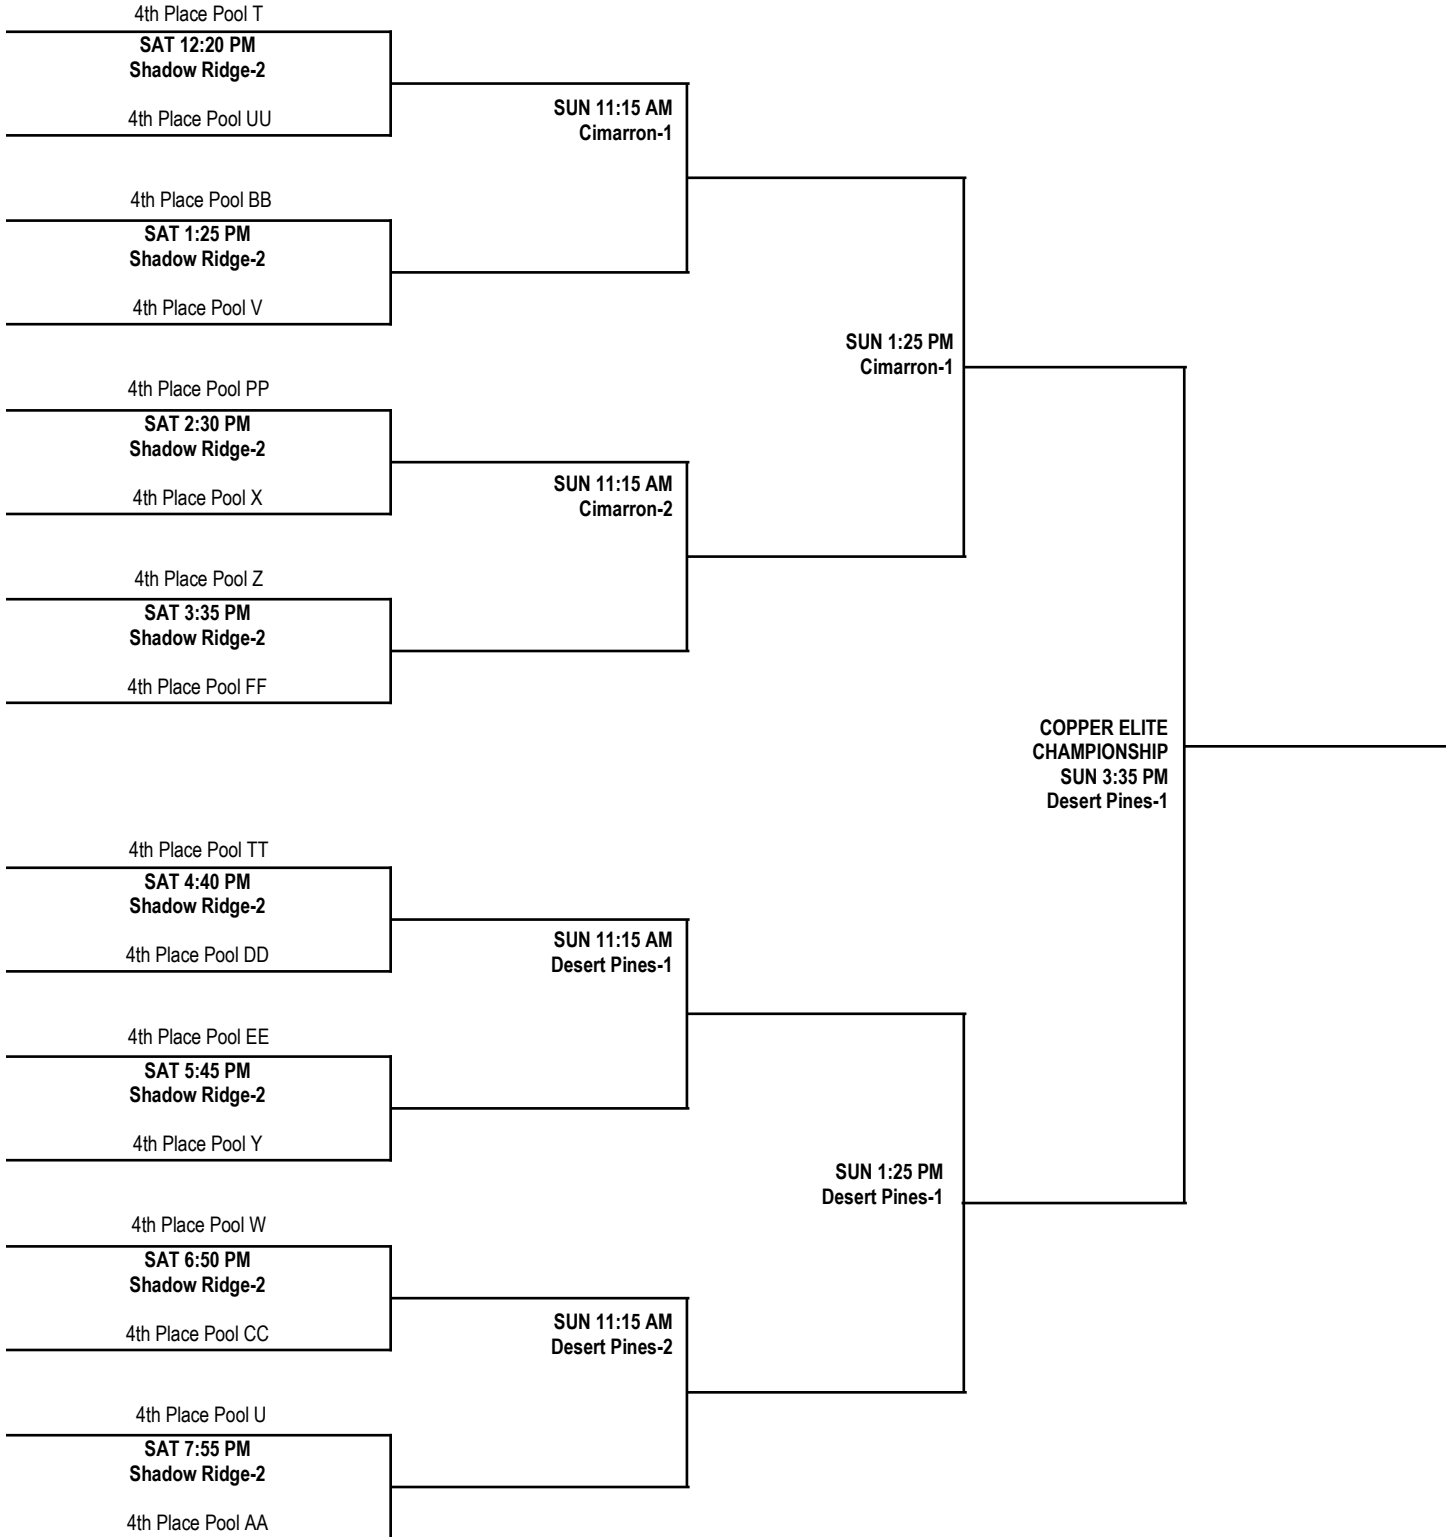 4th Place Pool T
SAT 12:20 PM
Shadow Ridge-2
4th Place Pool UU
4th Place Pool BB
SAT 1:25 PM
Shadow Ridge-2
4th Place Pool V
4th Place Pool PP
SAT 2:30 PM
Shadow Ridge-2
4th Place Pool X
4th Place Pool Z
SAT 3:35 PM
Shadow Ridge-2
4th Place Pool FF
4th Place Pool TT
SAT 4:40 PM
Shadow Ridge-2
4th Place Pool DD
4th Place Pool EE
SAT 5:45 PM
Shadow Ridge-2
4th Place Pool Y
4th Place Pool W
SAT 6:50 PM
Shadow Ridge-2
4th Place Pool CC
4th Place Pool U
SAT 7:55 PM
Shadow Ridge-2
4th Place Pool AA
SUN 11:15 AM
Cimarron-1
SUN 11:15 AM
Cimarron-2
SUN 11:15 AM
Desert Pines-1
SUN 11:15 AM
Desert Pines-2
SUN 1:25 PM
Cimarron-1
SUN 1:25 PM
Desert Pines-1
COPPER ELITE
CHAMPIONSHIP
SUN 3:35 PM
Desert Pines-1